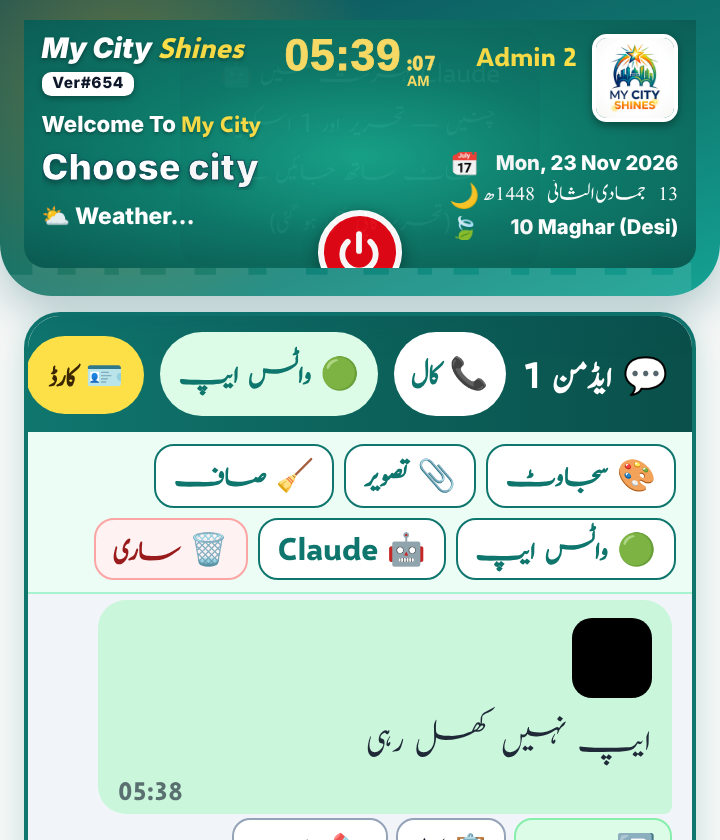 My City Shines
05:39 :07 AM
Admin 2
MY CITY SHINES
Ver#654
Welcome To My City
Choose city
Weather...
July 17
Mon, 23 Nov 2026
13 جمادی الثانی 1448ھ
10 Maghar (Desi)
ایڈمن 1
کال
واٹس ایپ
کارڈ
سجاوٹ
تصویر
صاف
واٹس ایپ
Claude
ساری
ایپ نہیں کھل رہی
05:38